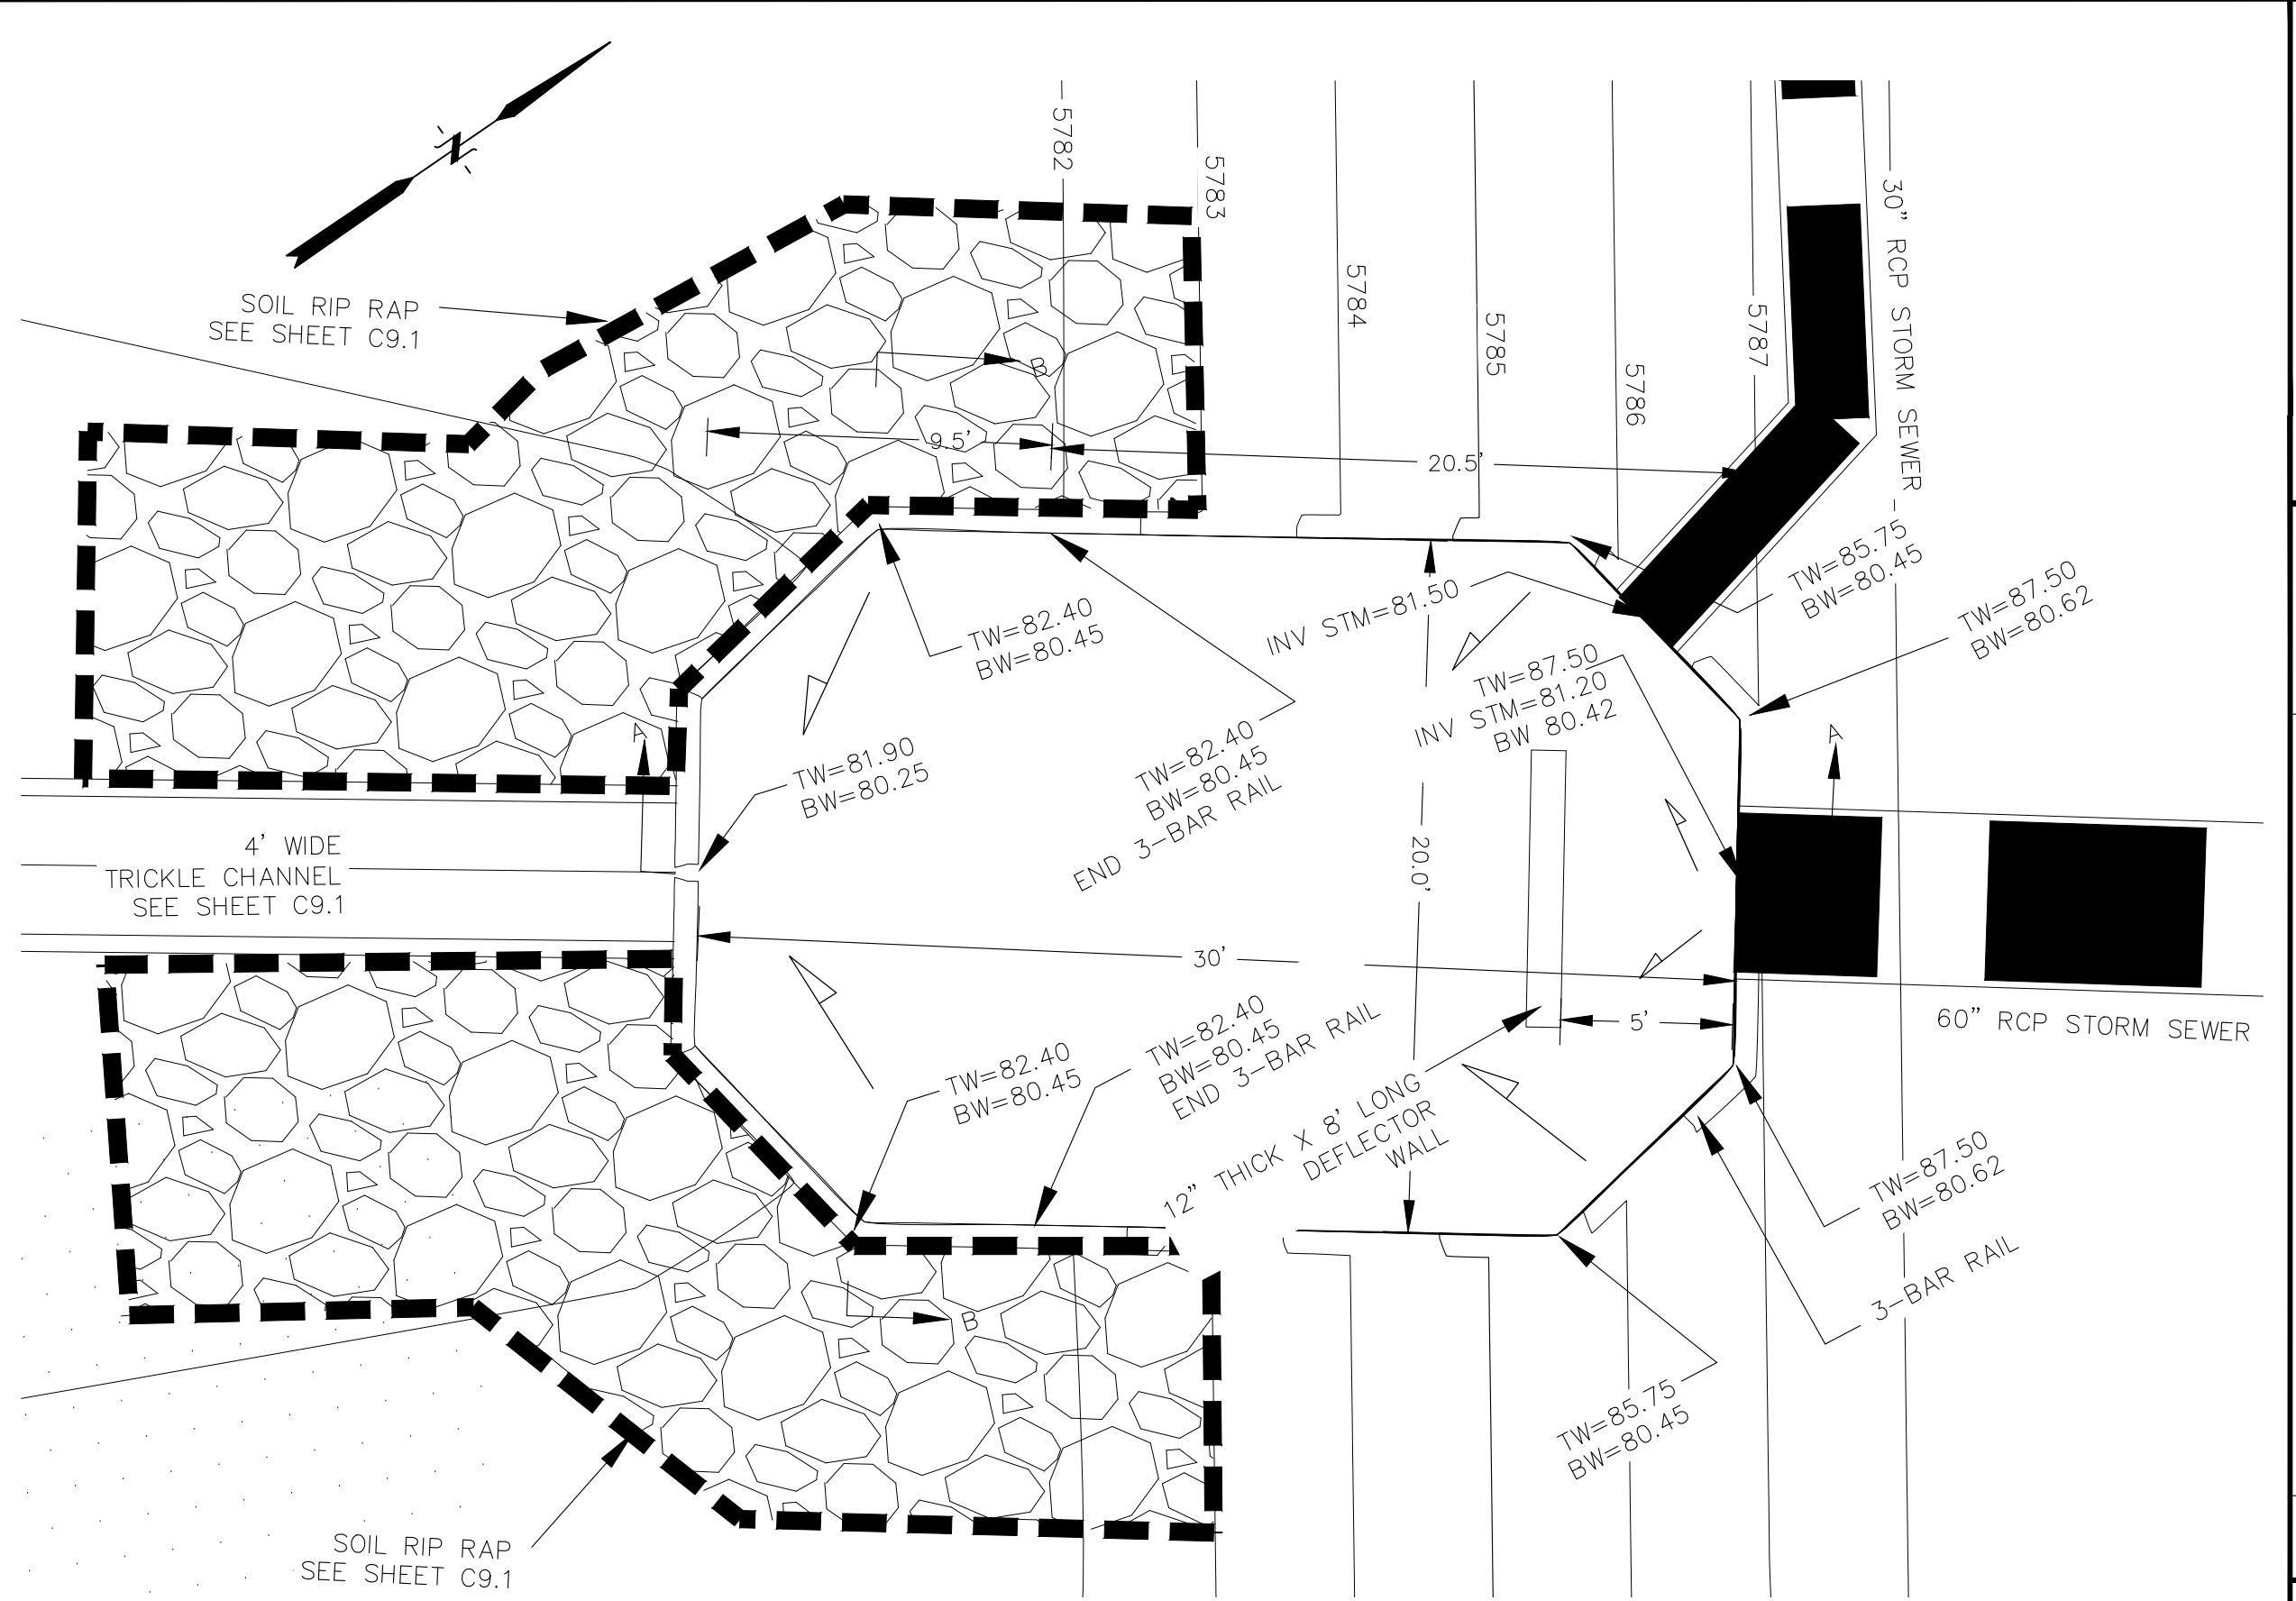 N
5782
5783
5784
5785
5786
5787
30" RCP STORM SEWER
SOIL RIP RAP
SEE SHEET C9.1
B
9.5'
20.5'
TW=85.75
BW=80.45
TW=87.50
BW=80.62
INV STM=81.50
TW=82.40
BW=80.45
TW=87.50
INV STM=81.20
BW 80.42
A
A
TW=81.90
BW=80.25
TW=82.40
BW=80.45
END 3-BAR RAIL
4' WIDE
TRICKLE CHANNEL
SEE SHEET C9.1
20.0'
30'
5'
60" RCP STORM SEWER
TW=82.40
BW=80.45
TW=82.40
BW=80.45
END 3-BAR RAIL
12" THICK X 8' LONG
DEFLECTOR
WALL
TW=87.50
BW=80.62
3-BAR RAIL
B
TW=85.75
BW=80.45
SOIL RIP RAP
SEE SHEET C9.1